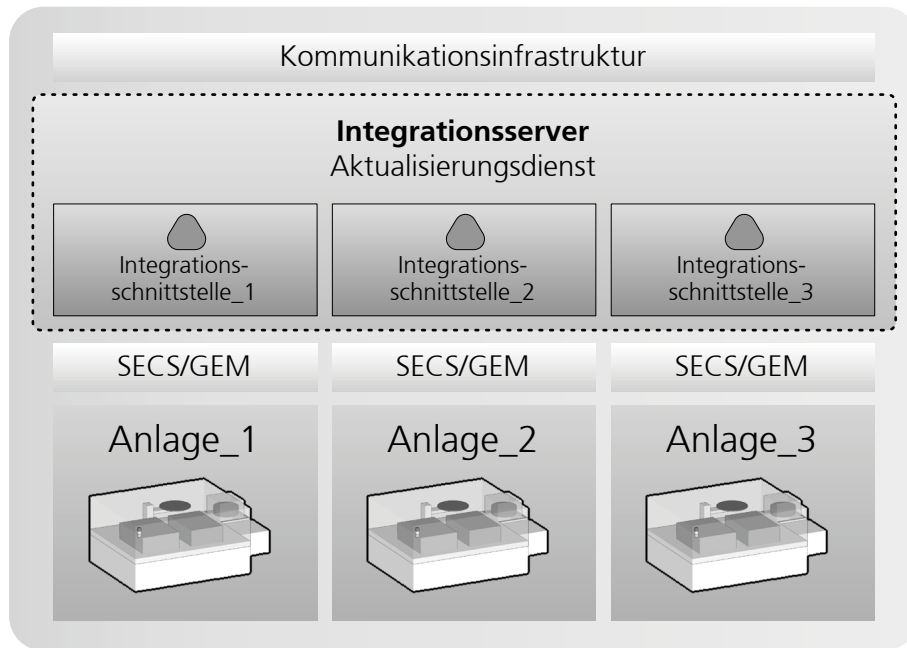 Kommunikationsinfrastruktur
Integrationsserver
Aktualisierungsdienst
Integrations-
schnittstelle_1
Integrations-
schnittstelle_2
Integrations-
schnittstelle_3
SECS/GEM
SECS/GEM
SECS/GEM
Anlage_1
Anlage_2
Anlage_3